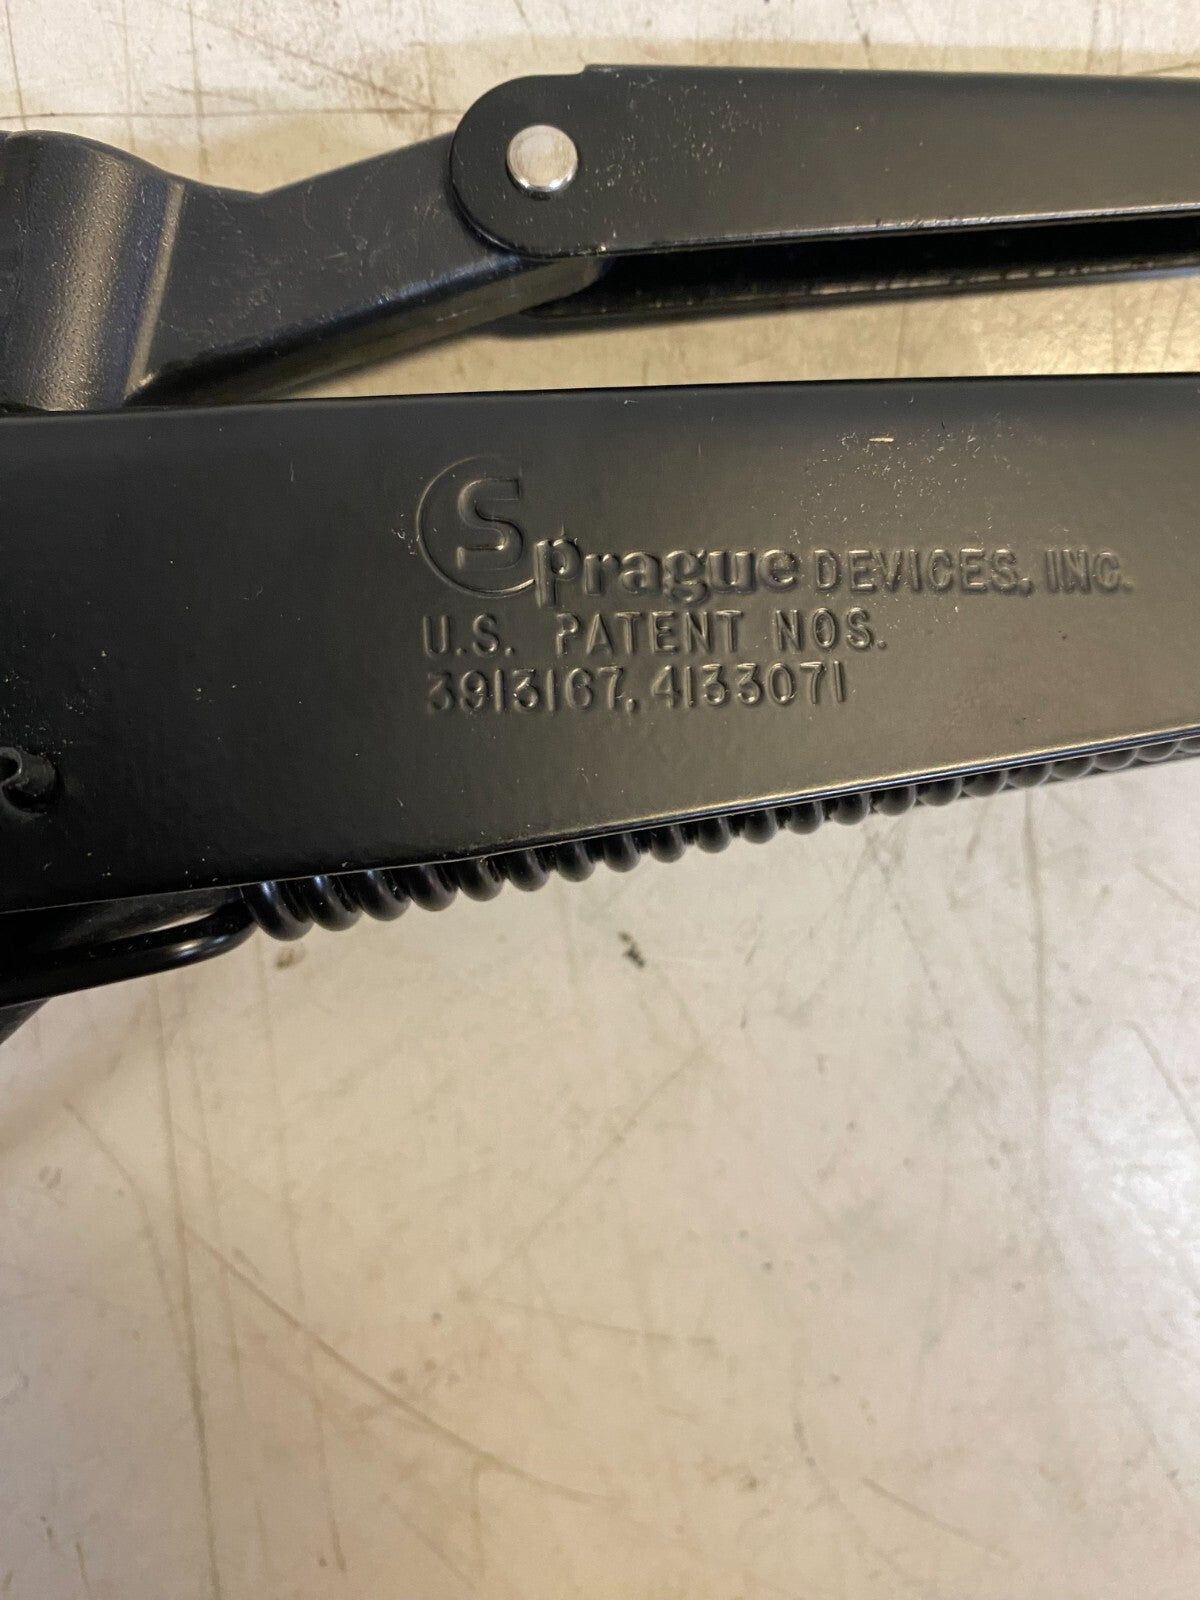 Sprague DEVICES, INC.
U.S. PATENT NOS.
3913167, 4133071